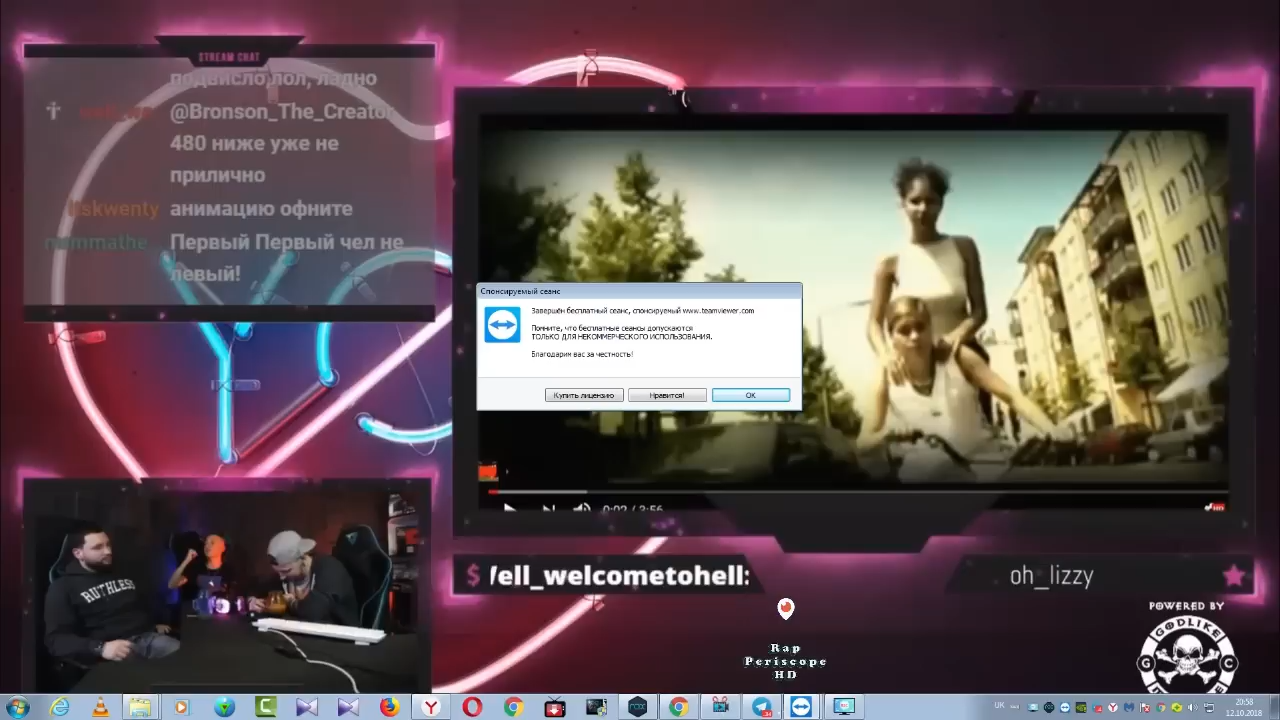 STREAM CHAT
подвисло лол, ладно
@Bronson_The_Creator
480 ниже уже не
прилично
анимацию офните
Первый Первый чел не
левый!
Спонсируемый сеанс
Завершён бесплатный сеанс, спонсируемый www.teamviewer.com
Помните, что бесплатные сеансы допускаются
ТОЛЬКО ДЛЯ НЕКОММЕРЧЕСКОГО ИСПОЛЬЗОВАНИЯ.
Благодарим вас за честность!
Купить лицензию
Нравится!
OK
0:02 / 3:56
RUTHLESS
$ fell_welcometohell:
oh_lizzy
POWERED BY
GODLIKE
G C
Rap
Periscope
HD
UK
20:58
12.10.2018